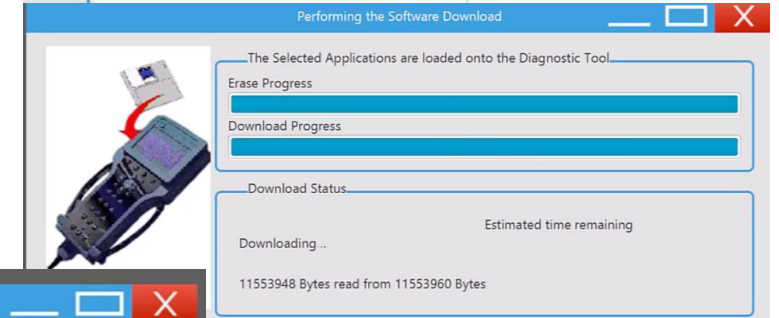 Performing the Software Download
The Selected Applications are loaded onto the Diagnostic Tool
Erase Progress
Download Progress
Download Status
Estimated time remaining
Downloading...
11553948 Bytes read from 11553960 Bytes